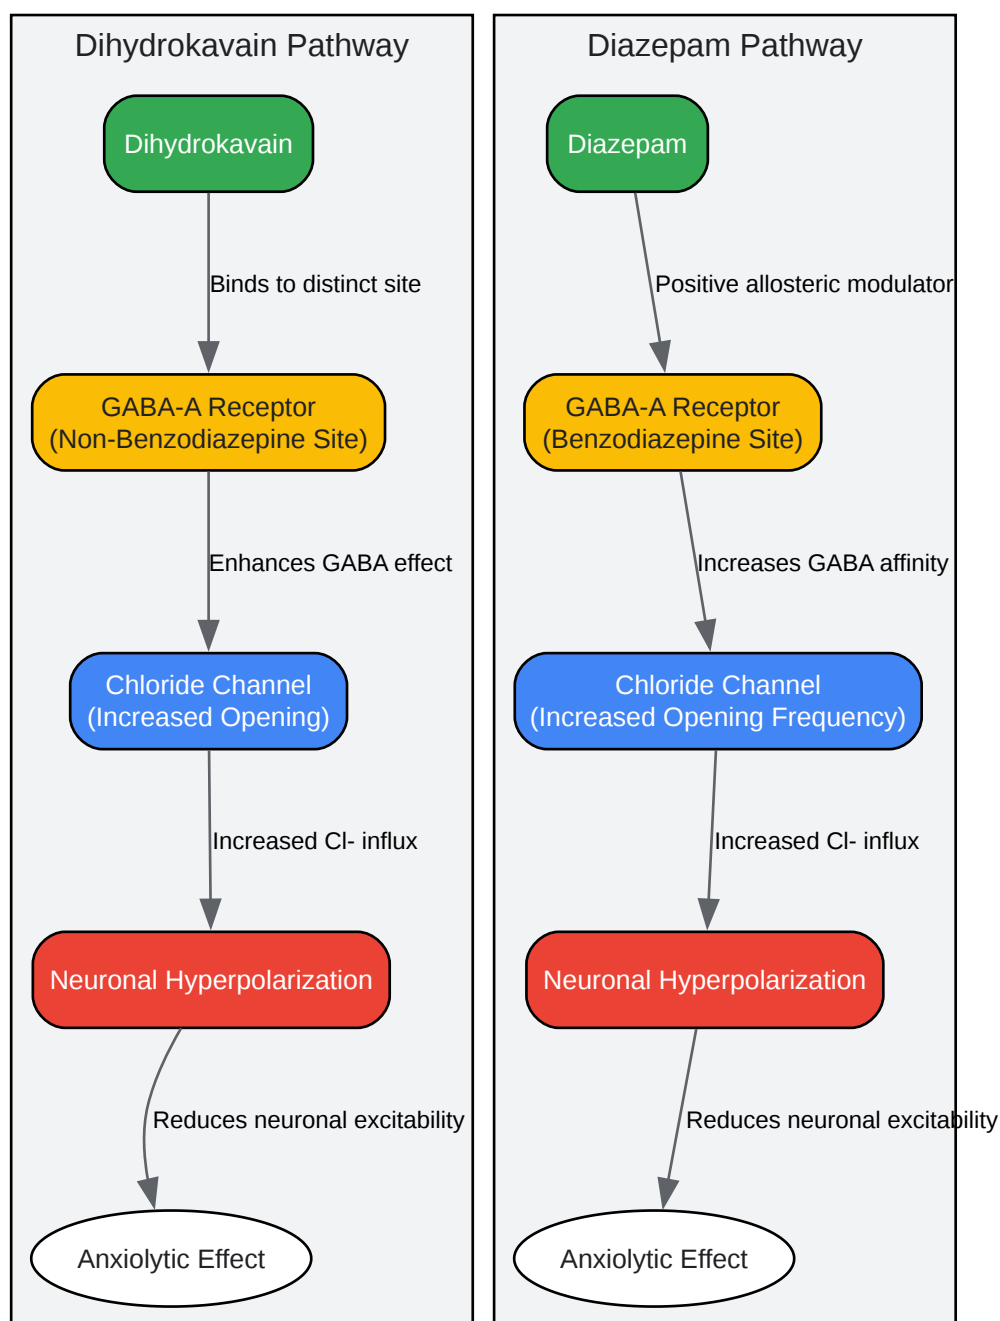 Dihydrokavain Pathway
Dihydrokavain
Binds to distinct site
GABA-A Receptor
(Non-Benzodiazepine Site)
Enhances GABA effect
Chloride Channel
(Increased Opening)
Increased Cl- influx
Neuronal Hyperpolarization
Reduces neuronal excitability
Anxiolytic Effect
Diazepam Pathway
Diazepam
Positive allosteric modulator
GABA-A Receptor
(Benzodiazepine Site)
Increases GABA affinity
Chloride Channel
(Increased Opening Frequency)
Increased Cl- influx
Neuronal Hyperpolarization
Reduces neuronal excitability
Anxiolytic Effect